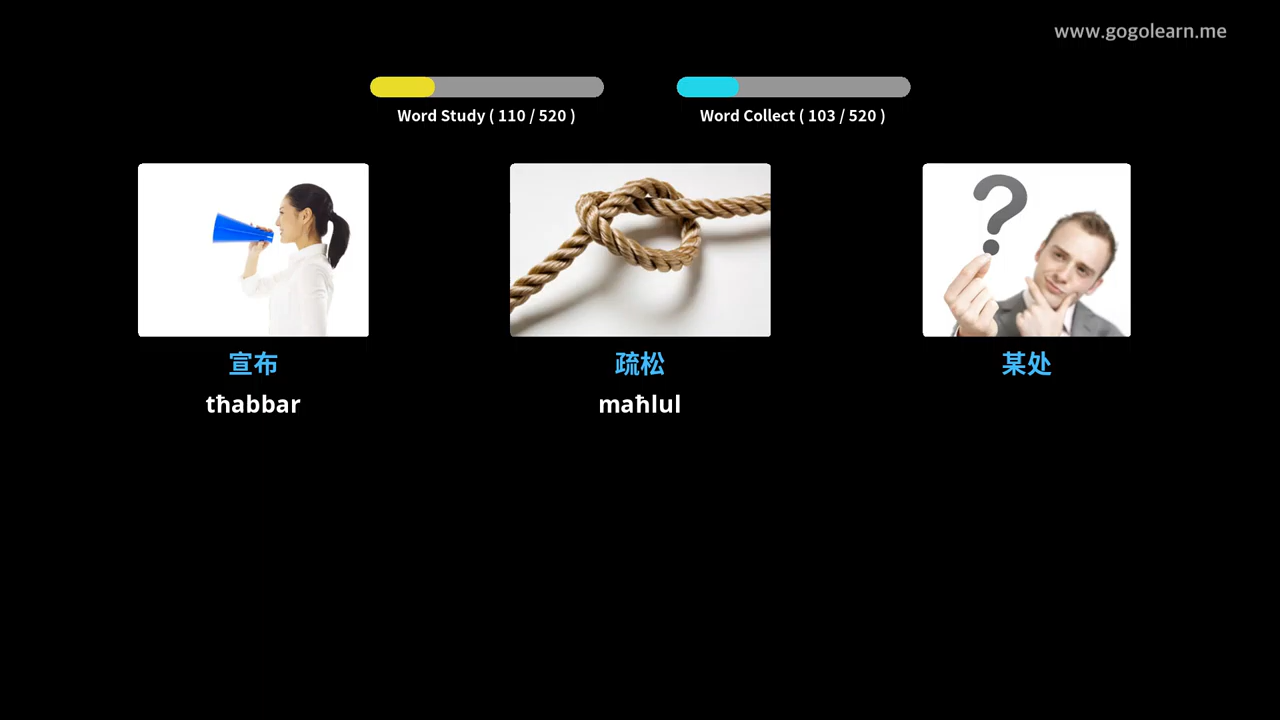 www.gogolearn.me
Word Study ( 110 / 520 )
Word Collect ( 103 / 520 )
宣布
疏松
某处
tħabbar
maħlul